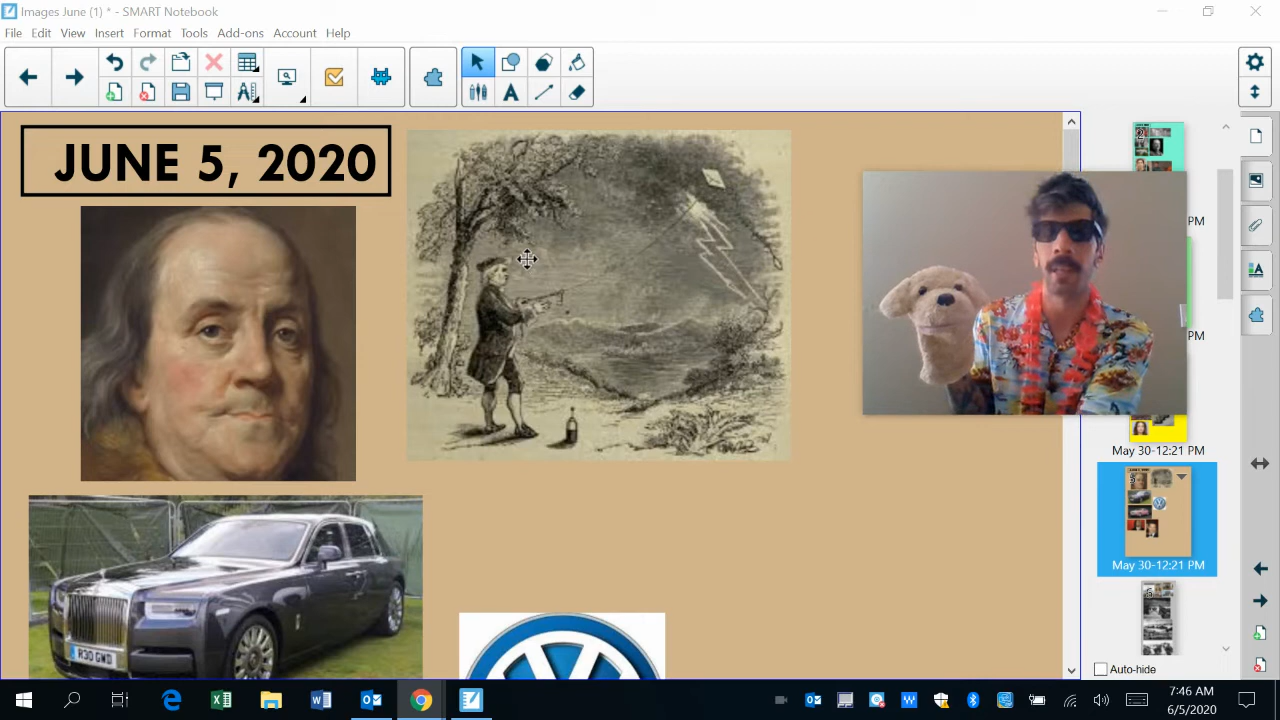 Images June (1) * - SMART Notebook
File Edit View Insert Format Tools Add-ons Account Help
JUNE 5, 2020
R30 GWD
PM
PM
May 30-12:21 PM
May 30-12:21 PM
Auto-hide
7:46 AM
6/5/2020